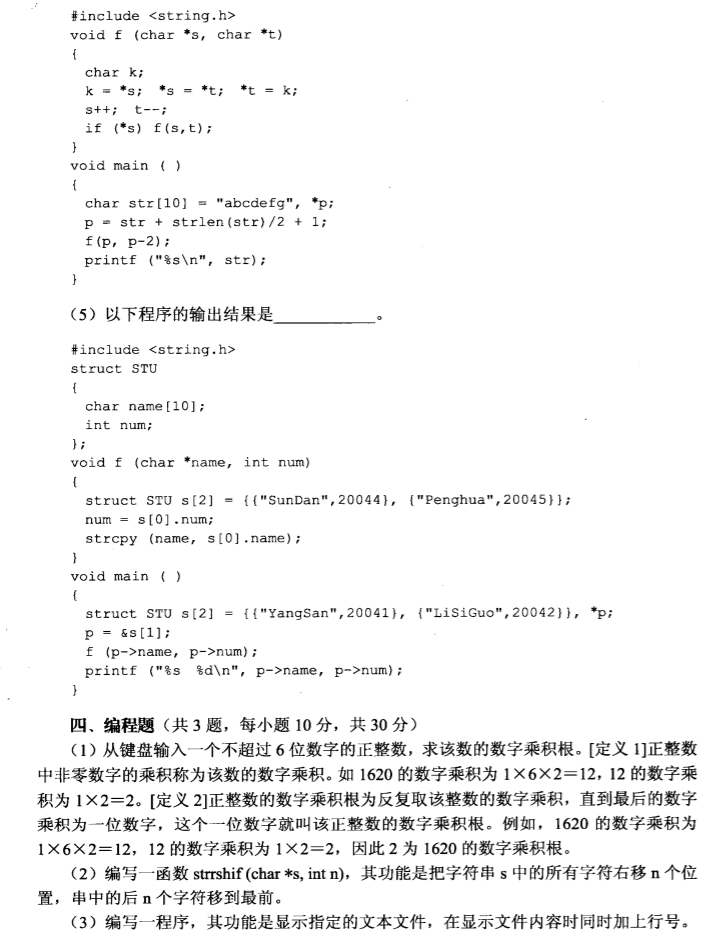 #include <string.h>
void f (char *s, char *t)
{
char k;
k = *s; *s = *t; *t = k;
s++; t--;
if (*s) f(s,t);
}
void main ( )
{
char str[10] = "abcdefg", *p;
p = str + strlen(str)/2 + 1;
f(p, p-2);
printf ("%s\n", str);
}
（5）以下程序的输出结果是____________。
#include <string.h>
struct STU
{
char name[10];
int num;
};
void f (char *name, int num)
{
struct STU s[2] = {{"SunDan",20044}, {"Penghua",20045}};
num = s[0].num;
strcpy (name, s[0].name);
}
void main ( )
{
struct STU s[2] = {{"YangSan",20041}, {"LiSiGuo",20042}}, *p;
p = &s[1];
f (p->name, p->num);
printf ("%s %d\n", p->name, p->num);
}
四、编程题（共 3 题，每小题 10 分，共 30 分）
（1）从键盘输入一个不超过 6 位数字的正整数，求该数的数字乘积根。[定义 1]正整数
中非零数字的乘积称为该数的数字乘积。如 1620 的数字乘积为 1×6×2＝12，12 的数字乘
积为 1×2＝2。[定义 2]正整数的数字乘积根为反复取该整数的数字乘积，直到最后的数字
乘积为一位数字，这个一位数字就叫该正整数的数字乘积根。例如，1620 的数字乘积为
1×6×2＝12，12 的数字乘积为 1×2＝2，因此 2 为 1620 的数字乘积根。
（2）编写一函数 strrshif (char *s, int n)，其功能是把字符串 s 中的所有字符右移 n 个位
置，串中的后 n 个字符移到最前。
（3）编写一程序，其功能是显示指定的文本文件，在显示文件内容时同时加上行号。